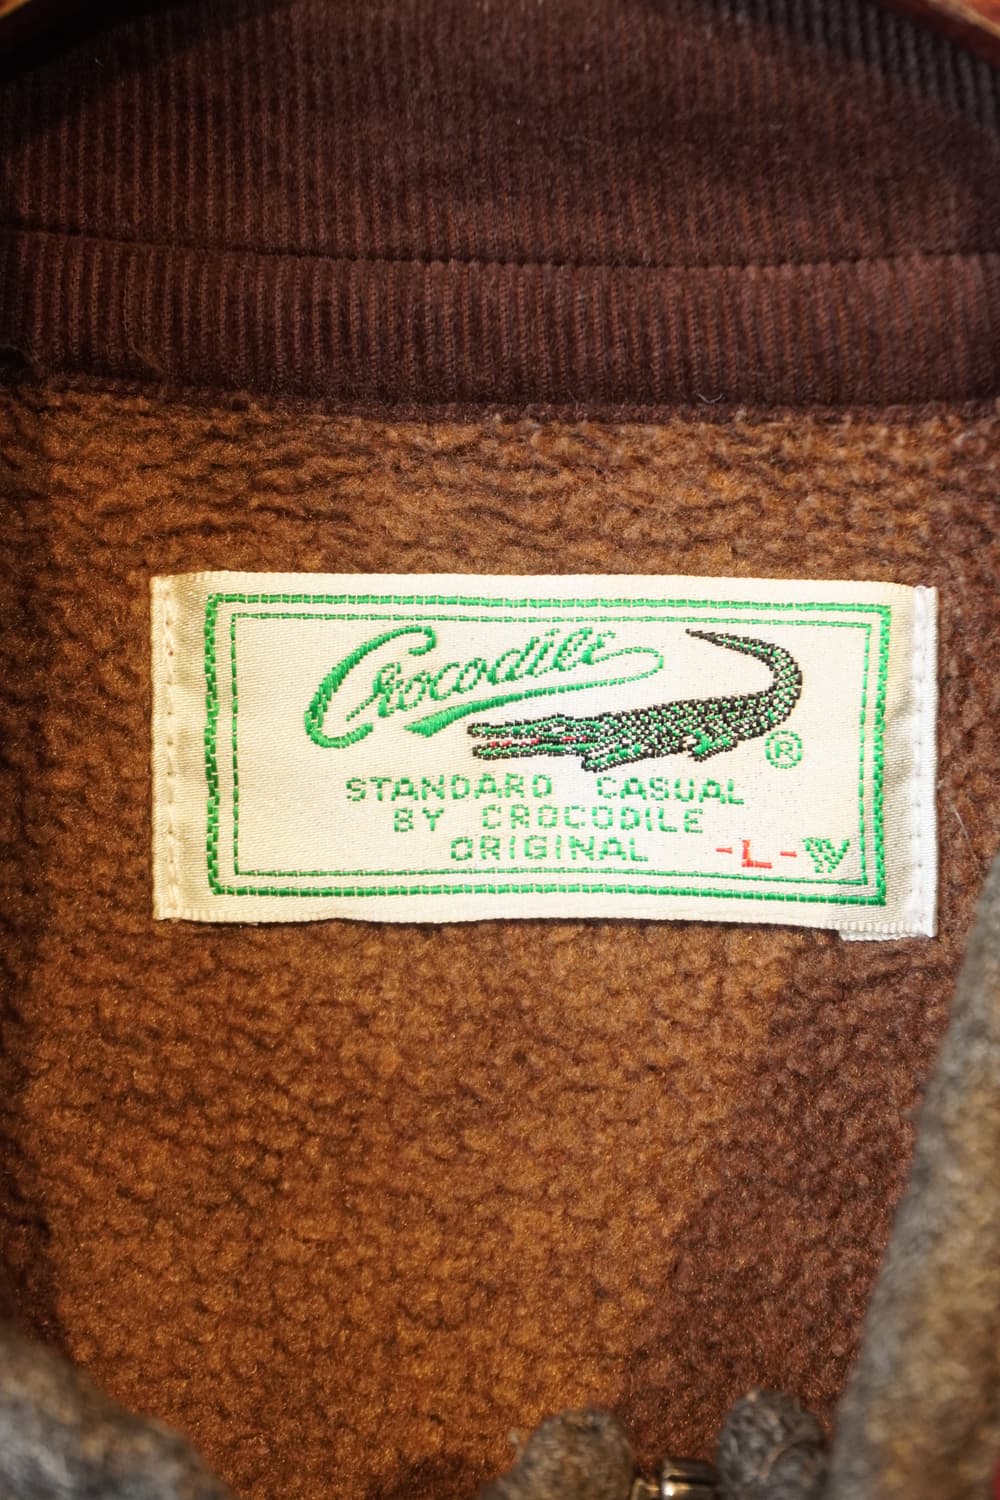 Crocodile
®
STANDARD CASUAL
BY CROCODILE
ORIGINAL
-L- W